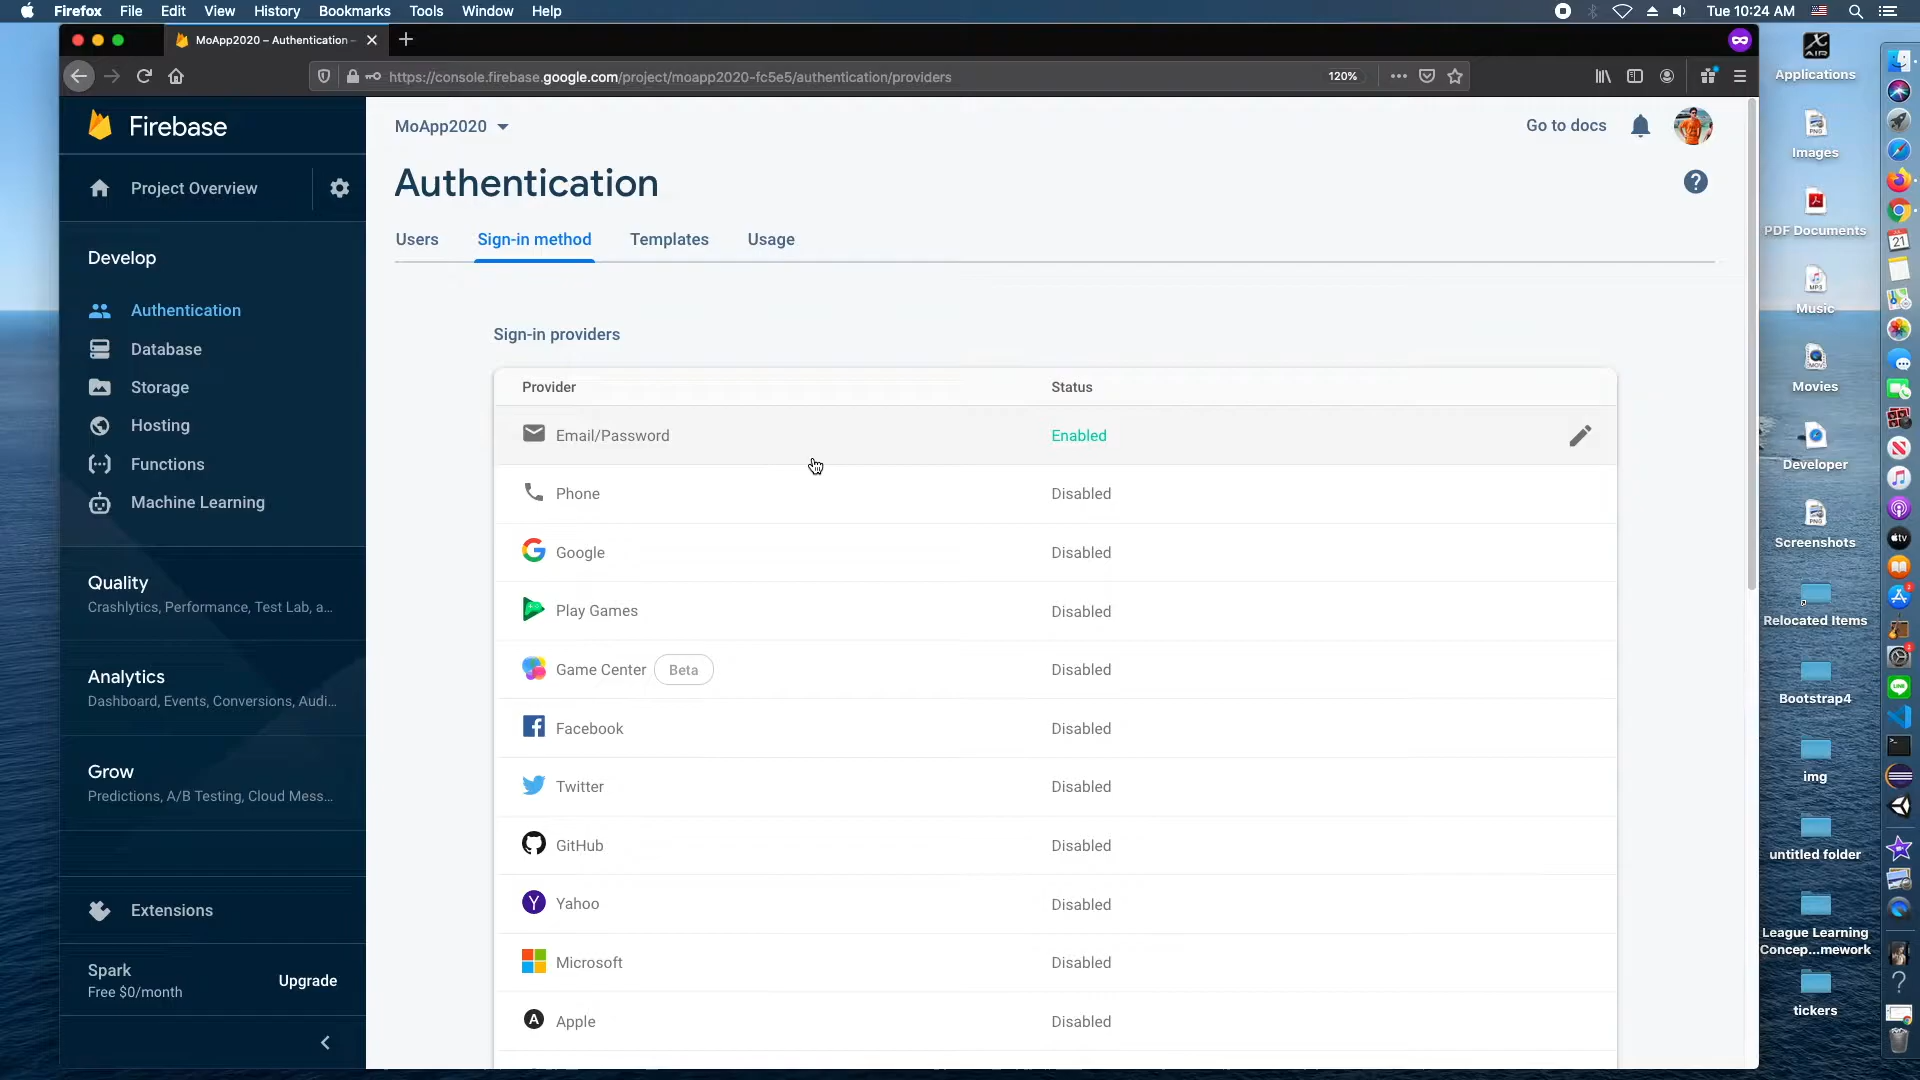 Firefox File Edit View History Bookmarks Tools Window Help
Tue 10:24 AM
MoApp2020 – Authentication –
https://console.firebase.google.com/project/moapp2020-fc5e5/authentication/providers
120%
Firebase
Project Overview
Develop
Authentication
Database
Storage
Hosting
Functions
Machine Learning
Quality
Crashlytics, Performance, Test Lab, a...
Analytics
Dashboard, Events, Conversions, Audi...
Grow
Predictions, A/B Testing, Cloud Mess...
Extensions
Spark
Free $0/month
Upgrade
MoApp2020
Go to docs
Authentication
Users Sign-in method Templates Usage
Sign-in providers
Provider Status
Email/Password Enabled
Phone Disabled
Google Disabled
Play Games Disabled
Game Center Beta Disabled
Facebook Disabled
Twitter Disabled
GitHub Disabled
Yahoo Disabled
Microsoft Disabled
Apple Disabled
Applications
Images
PDF Documents
Music
Movies
Developer
Screenshots
Relocated Items
Bootstrap4
img
untitled folder
League Learning
Concep...mework
tickers